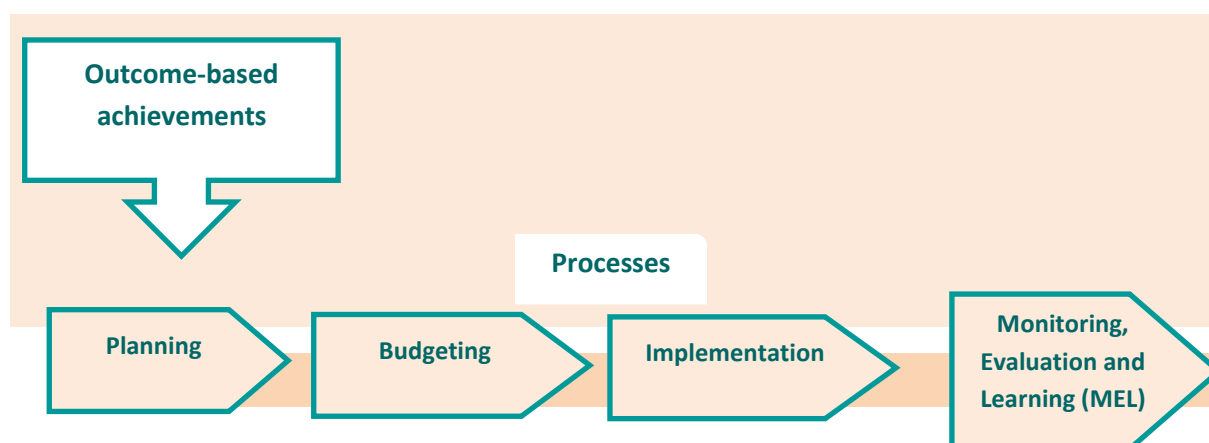 Outcome-based
achievements
Processes
Planning
Budgeting
Implementation
Monitoring,
Evaluation and
Learning (MEL)